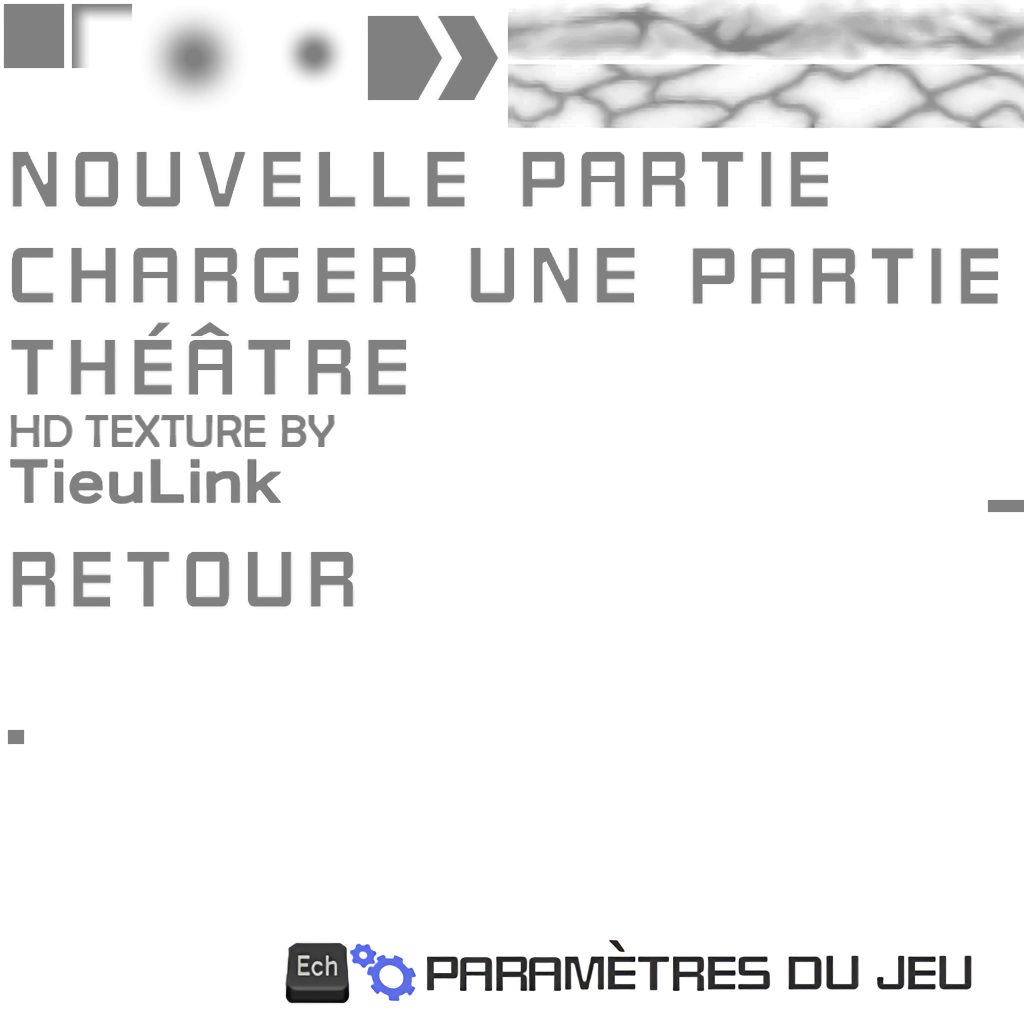 NOUVELLE PARTIE
CHARGER UNE PARTIE
THÉÂTRE
HD TEXTURE BY
TieuLink
RETOUR
Ech PARAMÈTRES DU JEU